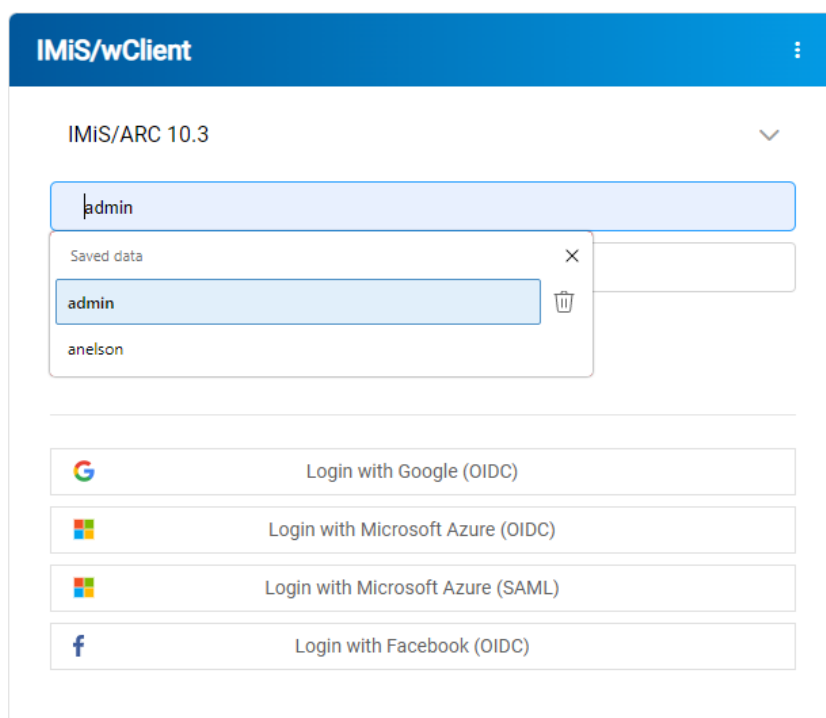 IMiS/wClient
IMiS/ARC 10.3
admin
Saved data
admin
anelson
Login with Google (OIDC)
Login with Microsoft Azure (OIDC)
Login with Microsoft Azure (SAML)
Login with Facebook (OIDC)